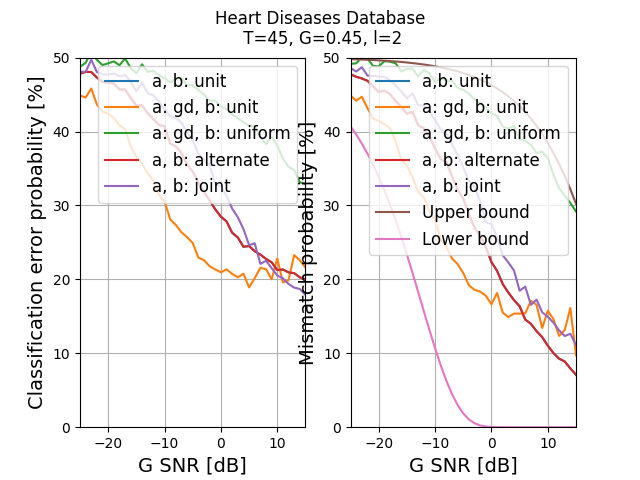 Heart Diseases Database
T=45, G=0.45, l=2
Classification error probability [%]
50
40
30
20
10
0
a, b: unit
a: gd, b: unit
a: gd, b: uniform
a, b: alternate
a, b: joint
−20
−10
0
10
G SNR [dB]
Mismatch probability [%]
50
40
30
20
10
0
a,b: unit
a: gd, b: unit
a: gd, b: uniform
a, b: alternate
a, b: joint
Upper bound
Lower bound
−20
−10
0
10
G SNR [dB]